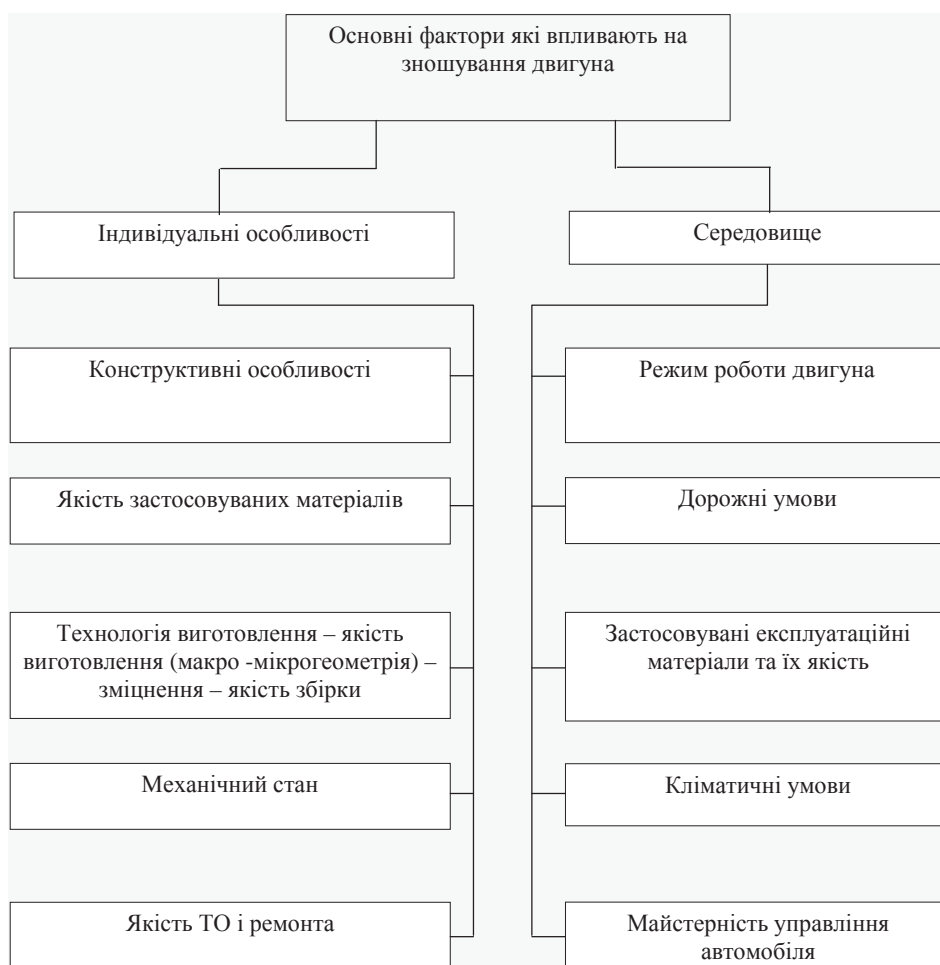 Основні фактори які впливають на
зношування двигуна
Індивідуальні особливості
Середовище
Конструктивні особливості
Режим роботи двигуна
Якість застосовуваних матеріалів
Дорожні умови
Технологія виготовлення – якість
виготовлення (макро -мікрогеометрія) –
зміцнення – якість збірки
Застосовувані експлуатаційні
матеріали та їх якість
Механічний стан
Кліматичні умови
Якість ТО і ремонта
Майстерність управління
автомобіля